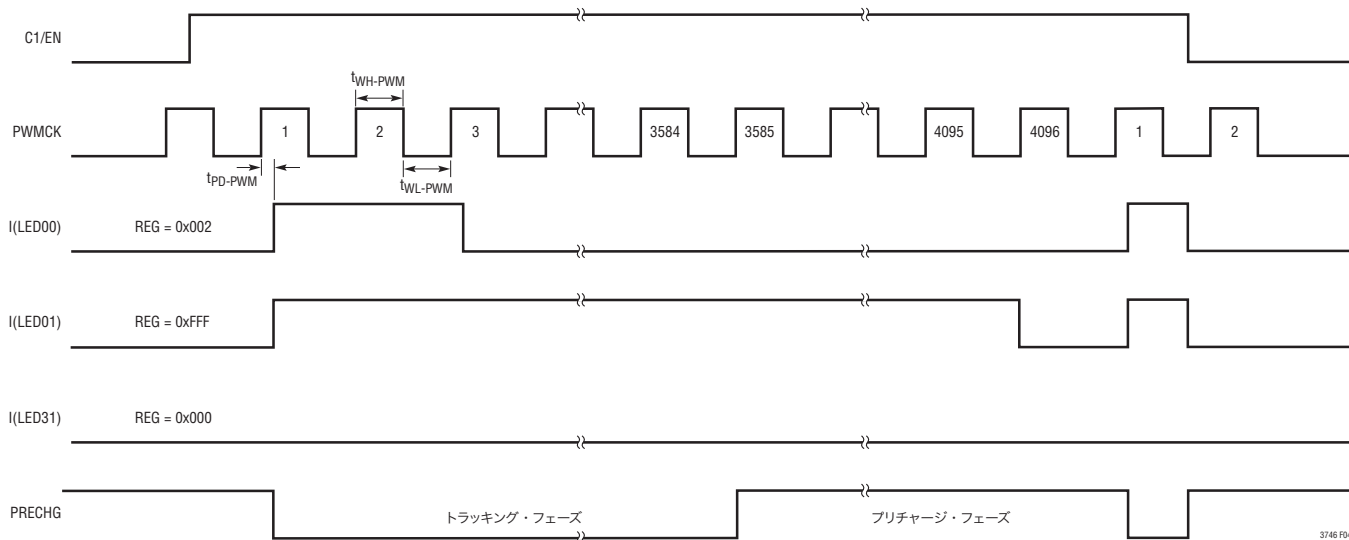 C1/EN
tWH-PWM
PWMCK
1 2 3 3584 3585 4095 4096 1 2
tPD-PWM
tWL-PWM
I(LED00) REG = 0x002
I(LED01) REG = 0xFFF
I(LED31) REG = 0x000
PRECHG トラッキング・フェーズ プリチャージ・フェーズ
3746 F04